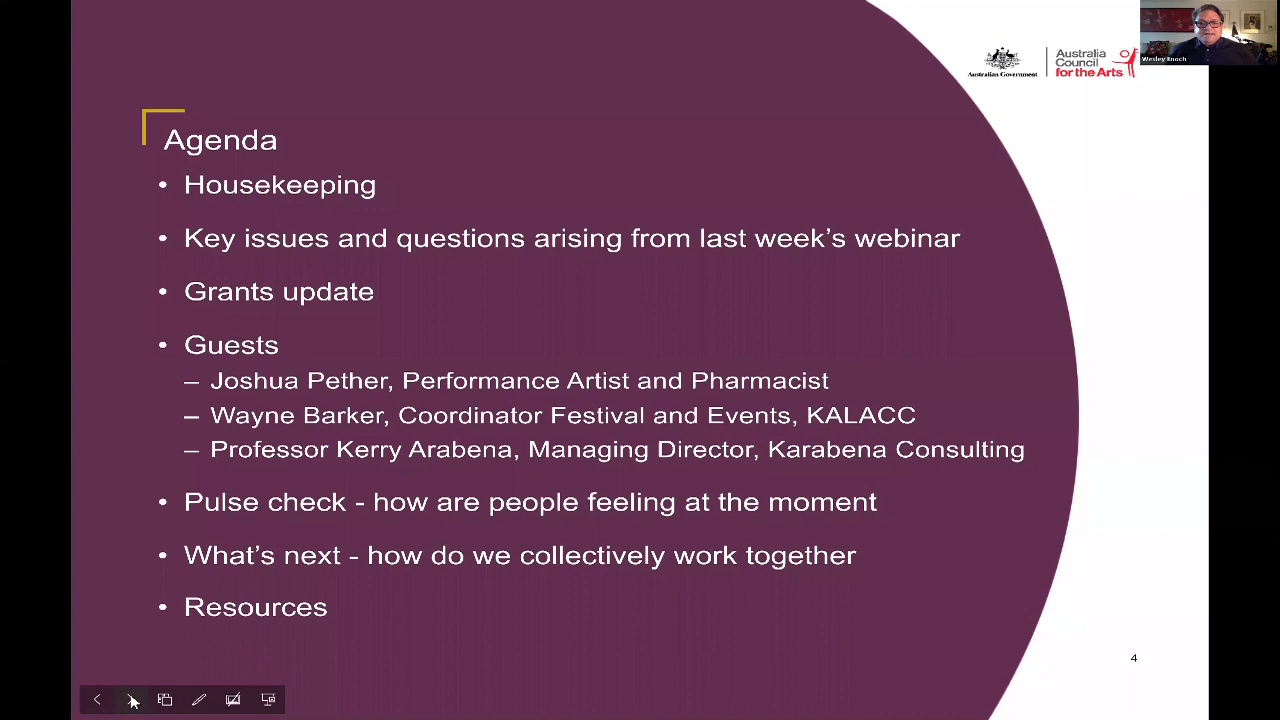 Wesley Enoch
Australian Government
Australia
Council
for the Arts
Agenda
• Housekeeping
• Key issues and questions arising from last week’s webinar
• Grants update
• Guests
– Joshua Pether, Performance Artist and Pharmacist
– Wayne Barker, Coordinator Festival and Events, KALACC
– Professor Kerry Arabena, Managing Director, Karabena Consulting
• Pulse check - how are people feeling at the moment
• What’s next - how do we collectively work together
• Resources
4